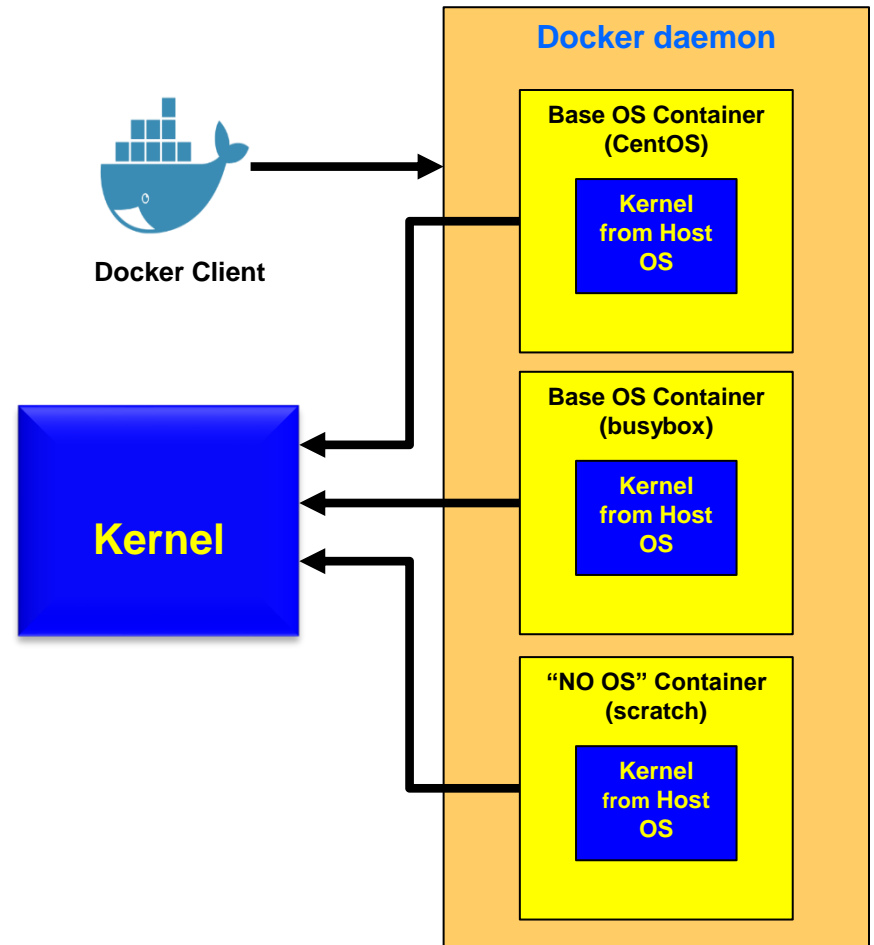 Docker daemon
Base OS Container
(CentOS)
Kernel
from Host
OS
Docker Client
Base OS Container
(busybox)
Kernel
from Host
OS
Kernel
“NO OS” Container
(scratch)
Kernel
from Host
OS